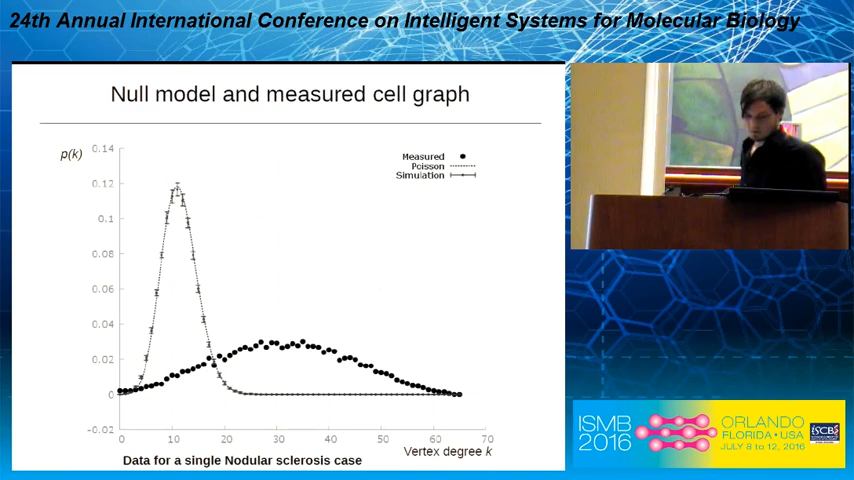 24th Annual International Conference on Intelligent Systems for Molecular Biology
Null model and measured cell graph
p(k)
0.14
0.12
0.1
0.08
0.06
0.04
0.02
0
-0.02
Measured
Poisson
Simulation
0 10 20 30 40 50 60 70
Vertex degree k
Data for a single Nodular sclerosis case
ISMB
2016
ORLANDO
FLORIDA • USA
JULY 8 to 12, 2016
ISCB